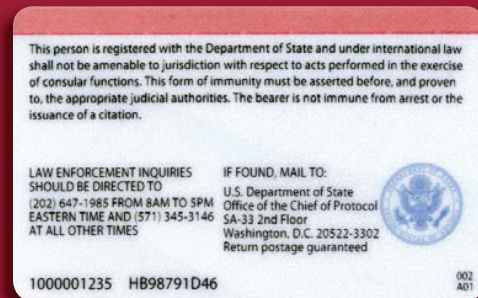 This person is registered with the Department of State and under international law
shall not be amenable to jurisdiction with respect to acts performed in the exercise
of consular functions. This form of immunity must be asserted before, and proven
to, the appropriate judicial authorities. The bearer is not immune from arrest or the
issuance of a citation.
LAW ENFORCEMENT INQUIRIES
SHOULD BE DIRECTED TO
(202) 647-1985 FROM 8AM TO 5PM
EASTERN TIME AND (571) 345-3146
AT ALL OTHER TIMES
IF FOUND, MAIL TO:
U.S. Department of State
Office of the Chief of Protocol
SA-33 2nd Floor
Washington, D.C. 20522-3302
Return postage guaranteed
1000001235 HB98791D46
002
A01